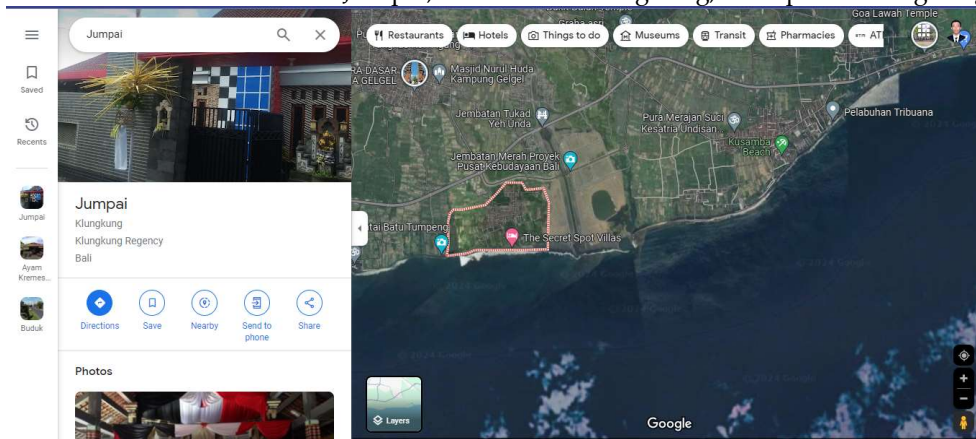 Jumpai
Saved
Recents
Jumpai
Ayam
Kremes...
Buduk
Jumpai
Klungkung
Klungkung Regency
Bali
Directions
Save
Nearby
Send to
phone
Share
Photos
Restaurants
Hotels
Things to do
Museums
Transit
Pharmacies
Goa Lawah Temple
Masjid Nurul Huda
Kampung Gelgel
Jembatan Tukad
Yeh Unda
Pura Merajan Suci
Kesatria Undisan
Pelabuhan Tribuana
Kusamba
Beach
Jembatan Merah Proyek
Pusat Kebudayaan Bali
tai Batu Tumpeng
The Secret Spot Villas
Layers
Google